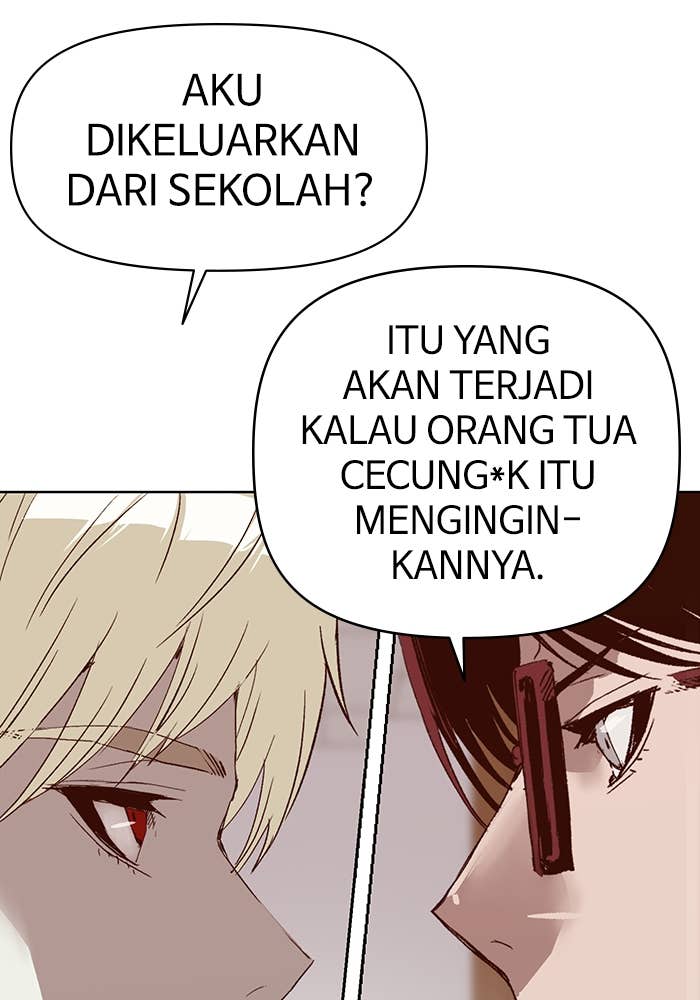 AKU
DIKELUARKAN
DARI SEKOLAH?
ITU YANG
AKAN TERJADI
KALAU ORANG TUA
CECUNG*K ITU
MENGINGIN-
KANNYA.